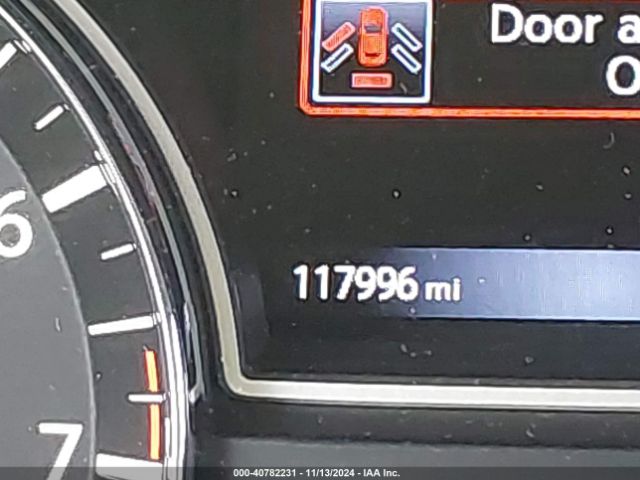 Door a
O
6
117996 mi
7
000-40782231 - 11/13/2024 - IAA Inc.